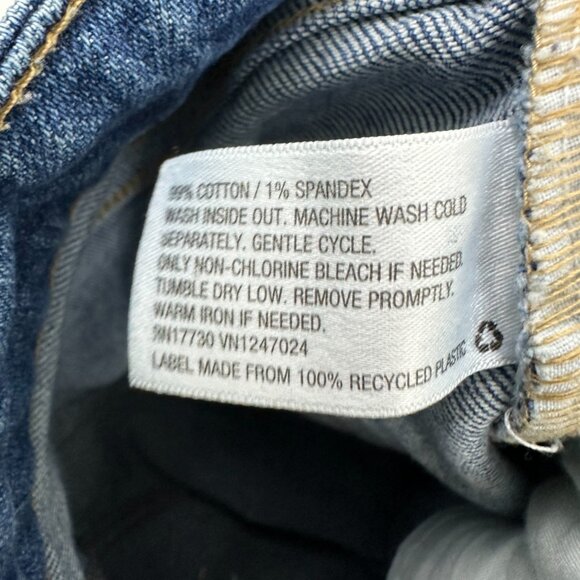 99% COTTON / 1% SPANDEX
WASH INSIDE OUT. MACHINE WASH COLD
SEPARATELY. GENTLE CYCLE.
ONLY NON-CHLORINE BLEACH IF NEEDED.
TUMBLE DRY LOW. REMOVE PROMPTLY.
WARM IRON IF NEEDED.
RN17730 VN1247024
LABEL MADE FROM 100% RECYCLED PLASTIC